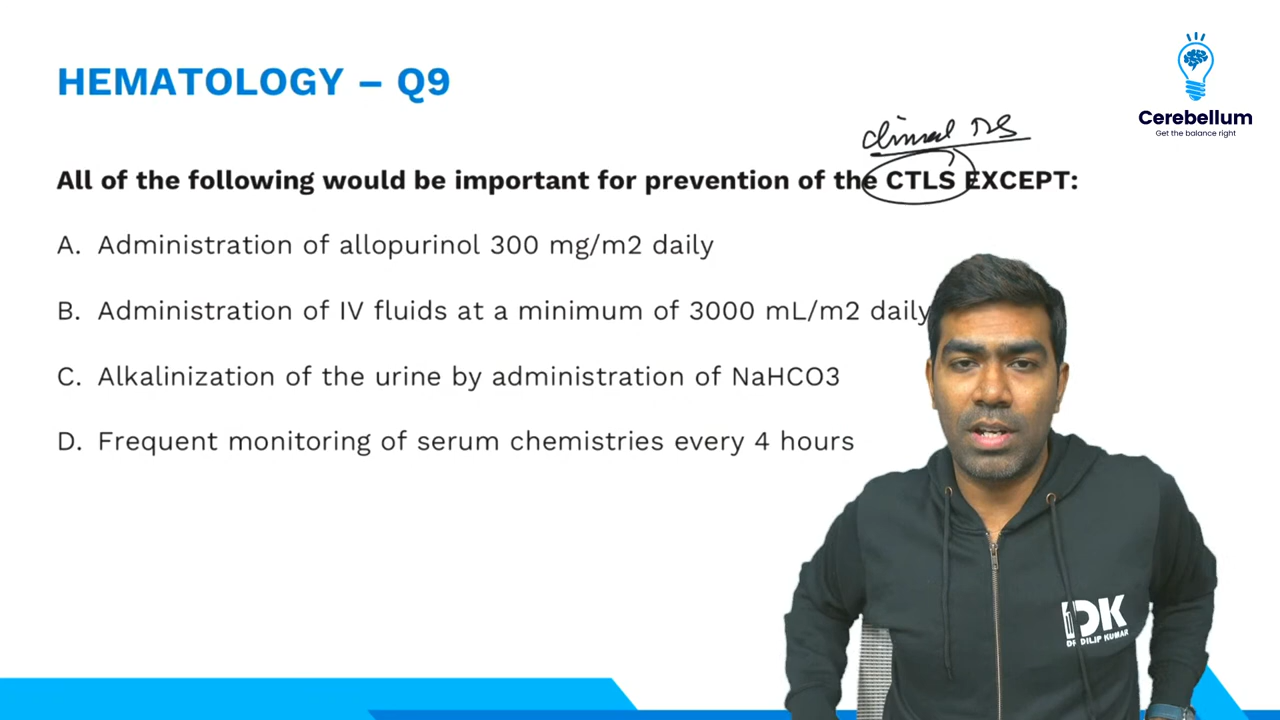 HEMATOLOGY – Q9
Cerebellum
Get the balance right
clinical TLS
All of the following would be important for prevention of the CTLS EXCEPT:
A. Administration of allopurinol 300 mg/m2 daily
B. Administration of IV fluids at a minimum of 3000 mL/m2 daily
C. Alkalinization of the urine by administration of NaHCO3
D. Frequent monitoring of serum chemistries every 4 hours
DK
DR DILIP KUMAR